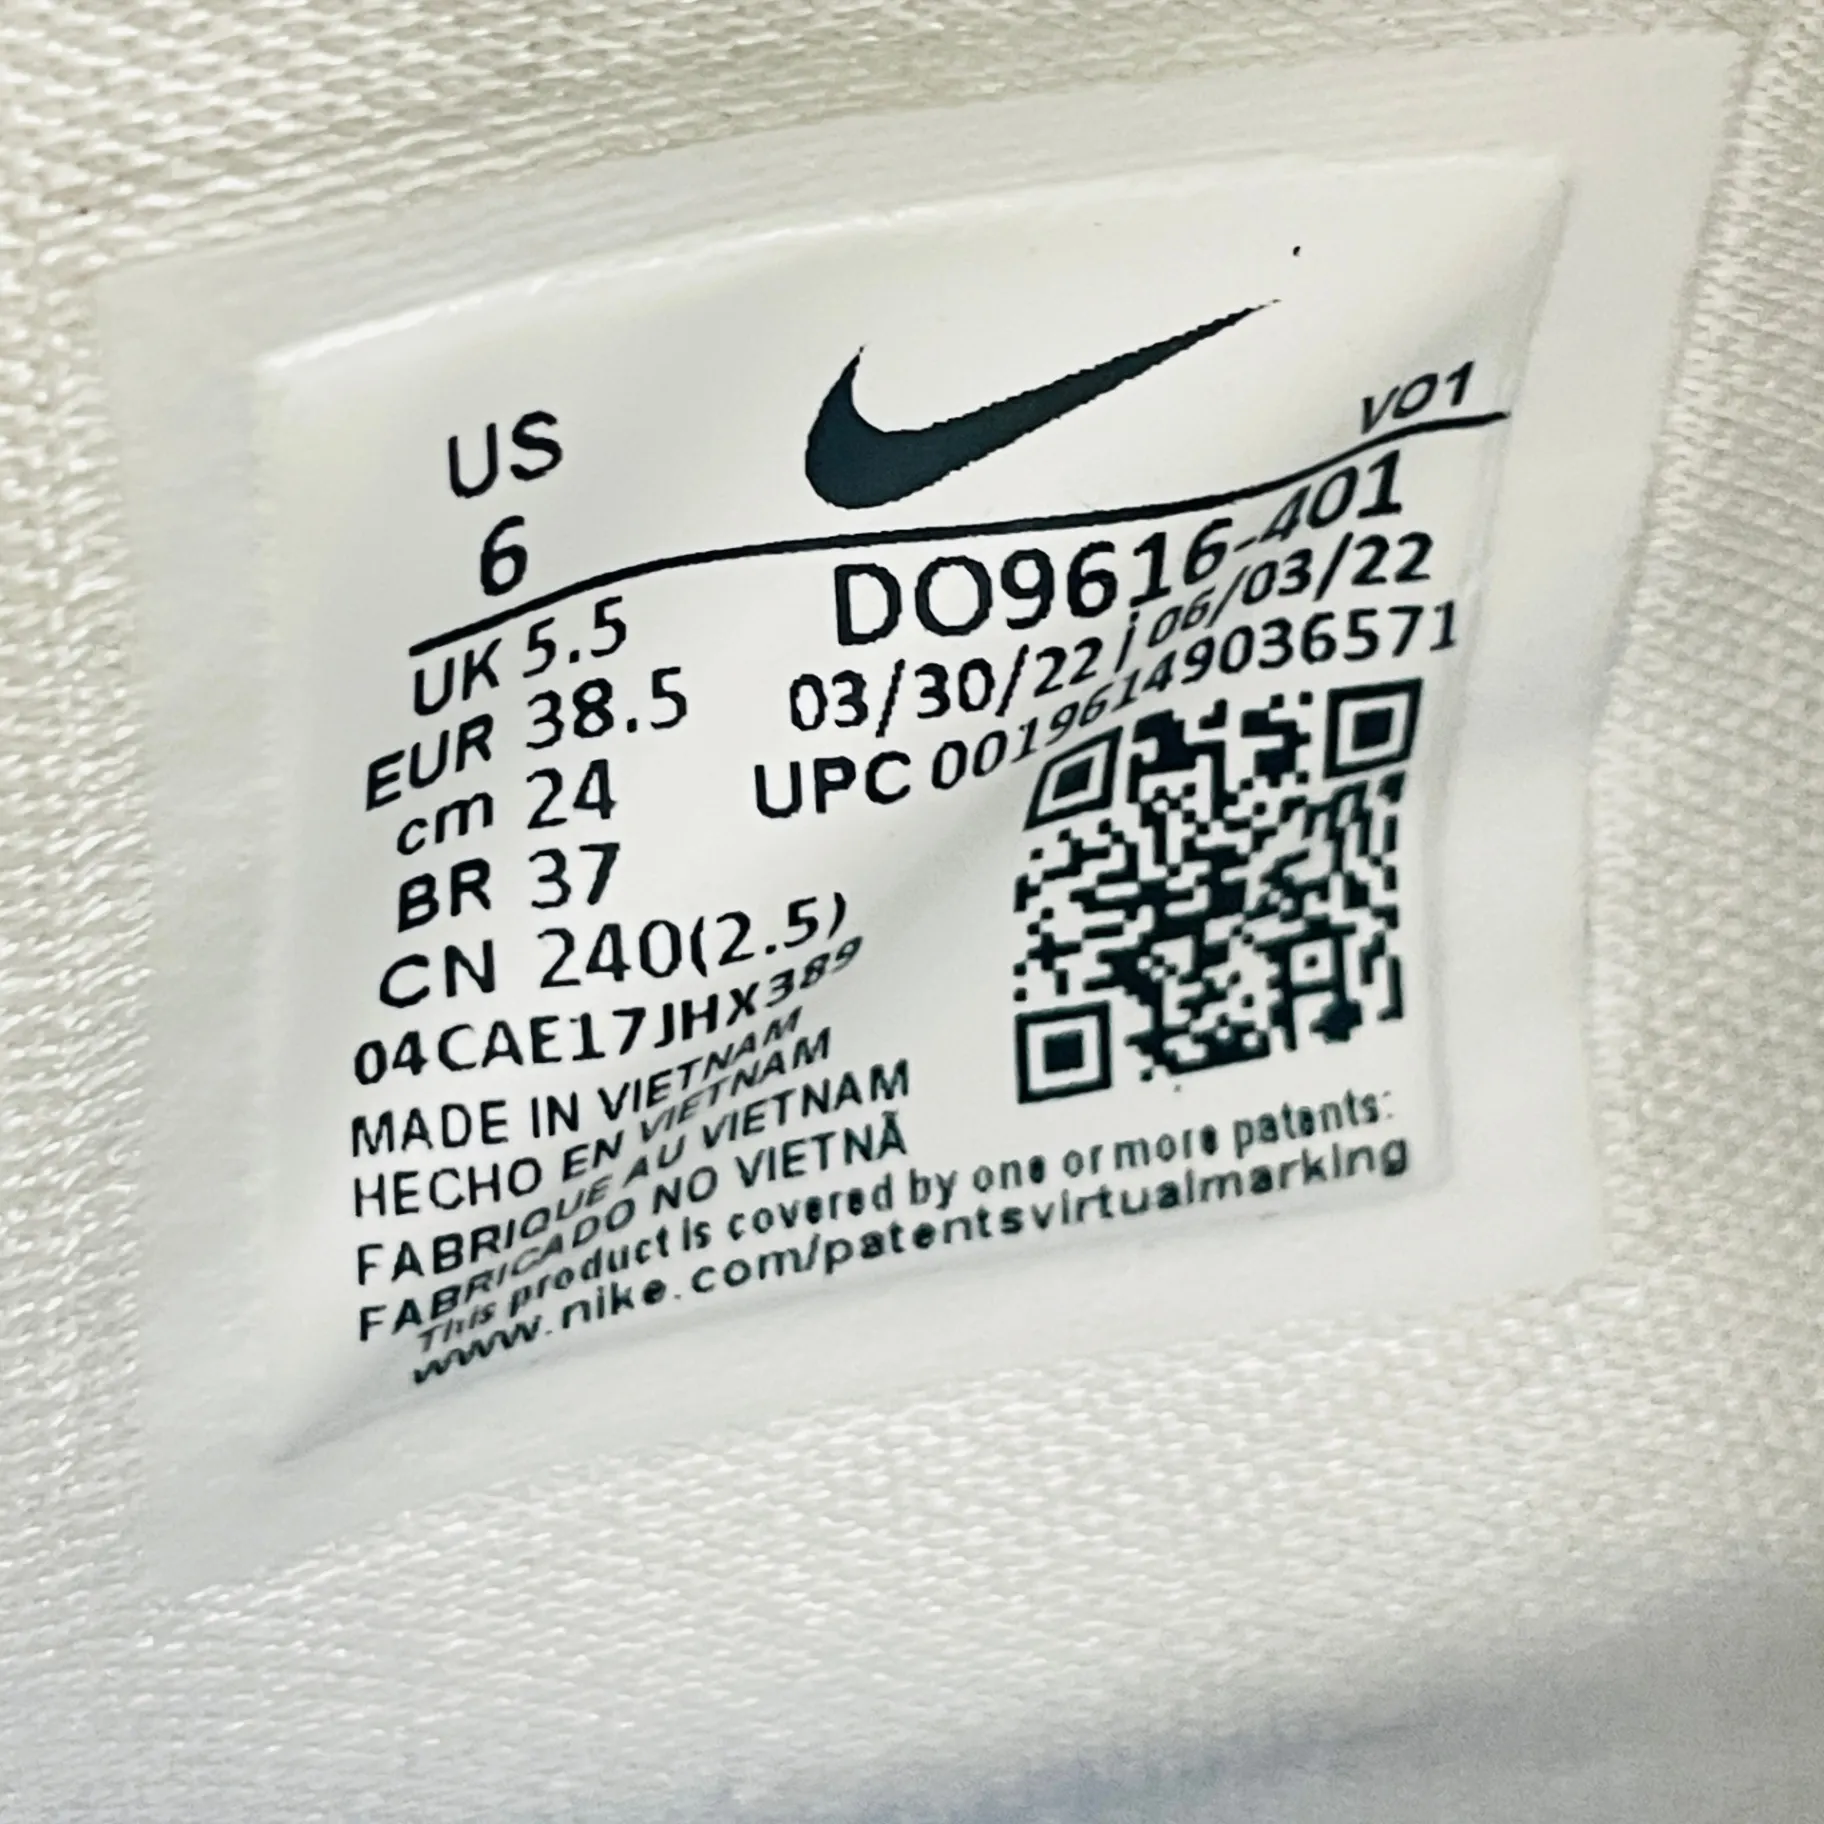 US
6
UK 5.5
EUR 38.5
cm 24
BR 37
CN 240(2.5)
04CAE17JHX389
MADE IN VIETNAM
HECHO EN VIETNAM
FABRIQUE AU VIETNAM
FABRICADO NO VIETNÃ
This product is covered by one or more patents:
www.nike.com/patentsvirtualmarking
VO1
DO9616-401
03/30/22 / 06/03/22
UPC 00196149036571